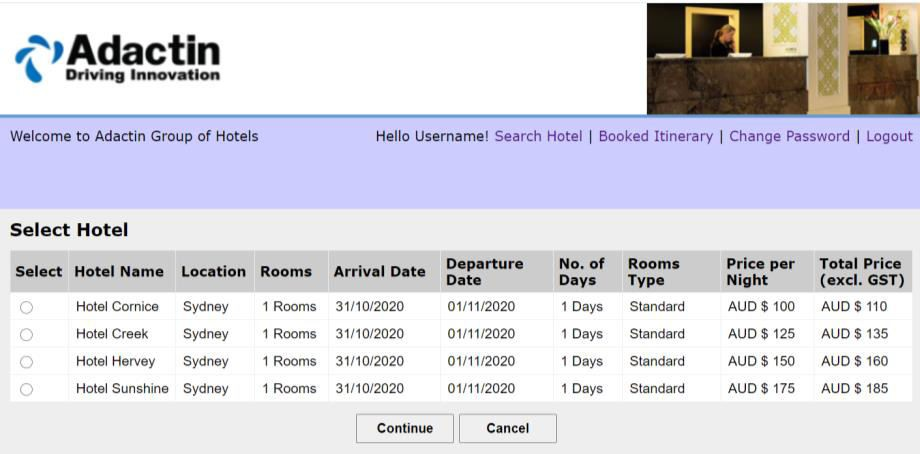 Adactin
Driving Innovation
Welcome to Adactin Group of Hotels Hello Username! Search Hotel | Booked Itinerary | Change Password | Logout
Select Hotel
Select Hotel Name Location Rooms Arrival Date Departure Date No. of Days Rooms Type Price per Night Total Price (excl. GST)
Hotel Cornice Sydney 1 Rooms 31/10/2020 01/11/2020 1 Days Standard AUD $ 100 AUD $ 110
Hotel Creek Sydney 1 Rooms 31/10/2020 01/11/2020 1 Days Standard AUD $ 125 AUD $ 135
Hotel Hervey Sydney 1 Rooms 31/10/2020 01/11/2020 1 Days Standard AUD $ 150 AUD $ 160
Hotel Sunshine Sydney 1 Rooms 31/10/2020 01/11/2020 1 Days Standard AUD $ 175 AUD $ 185
Continue Cancel